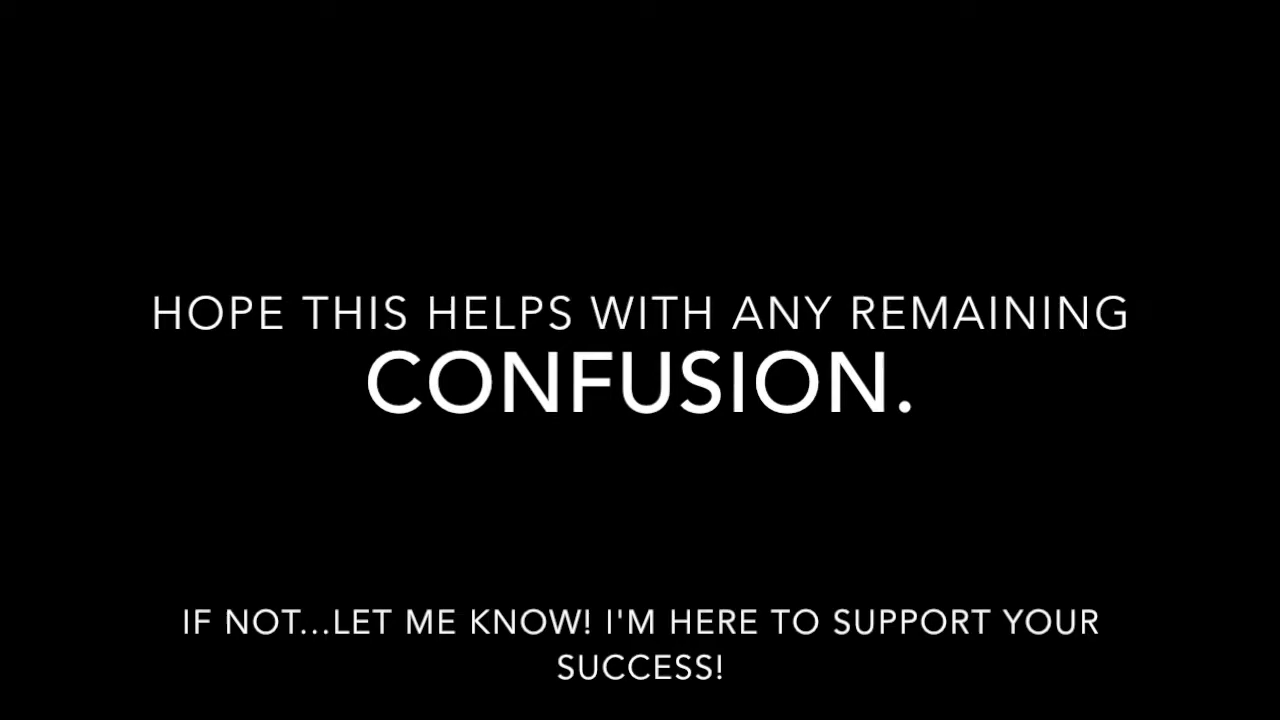 HOPE THIS HELPS WITH ANY REMAINING
CONFUSION.
IF NOT...LET ME KNOW! I'M HERE TO SUPPORT YOUR
SUCCESS!